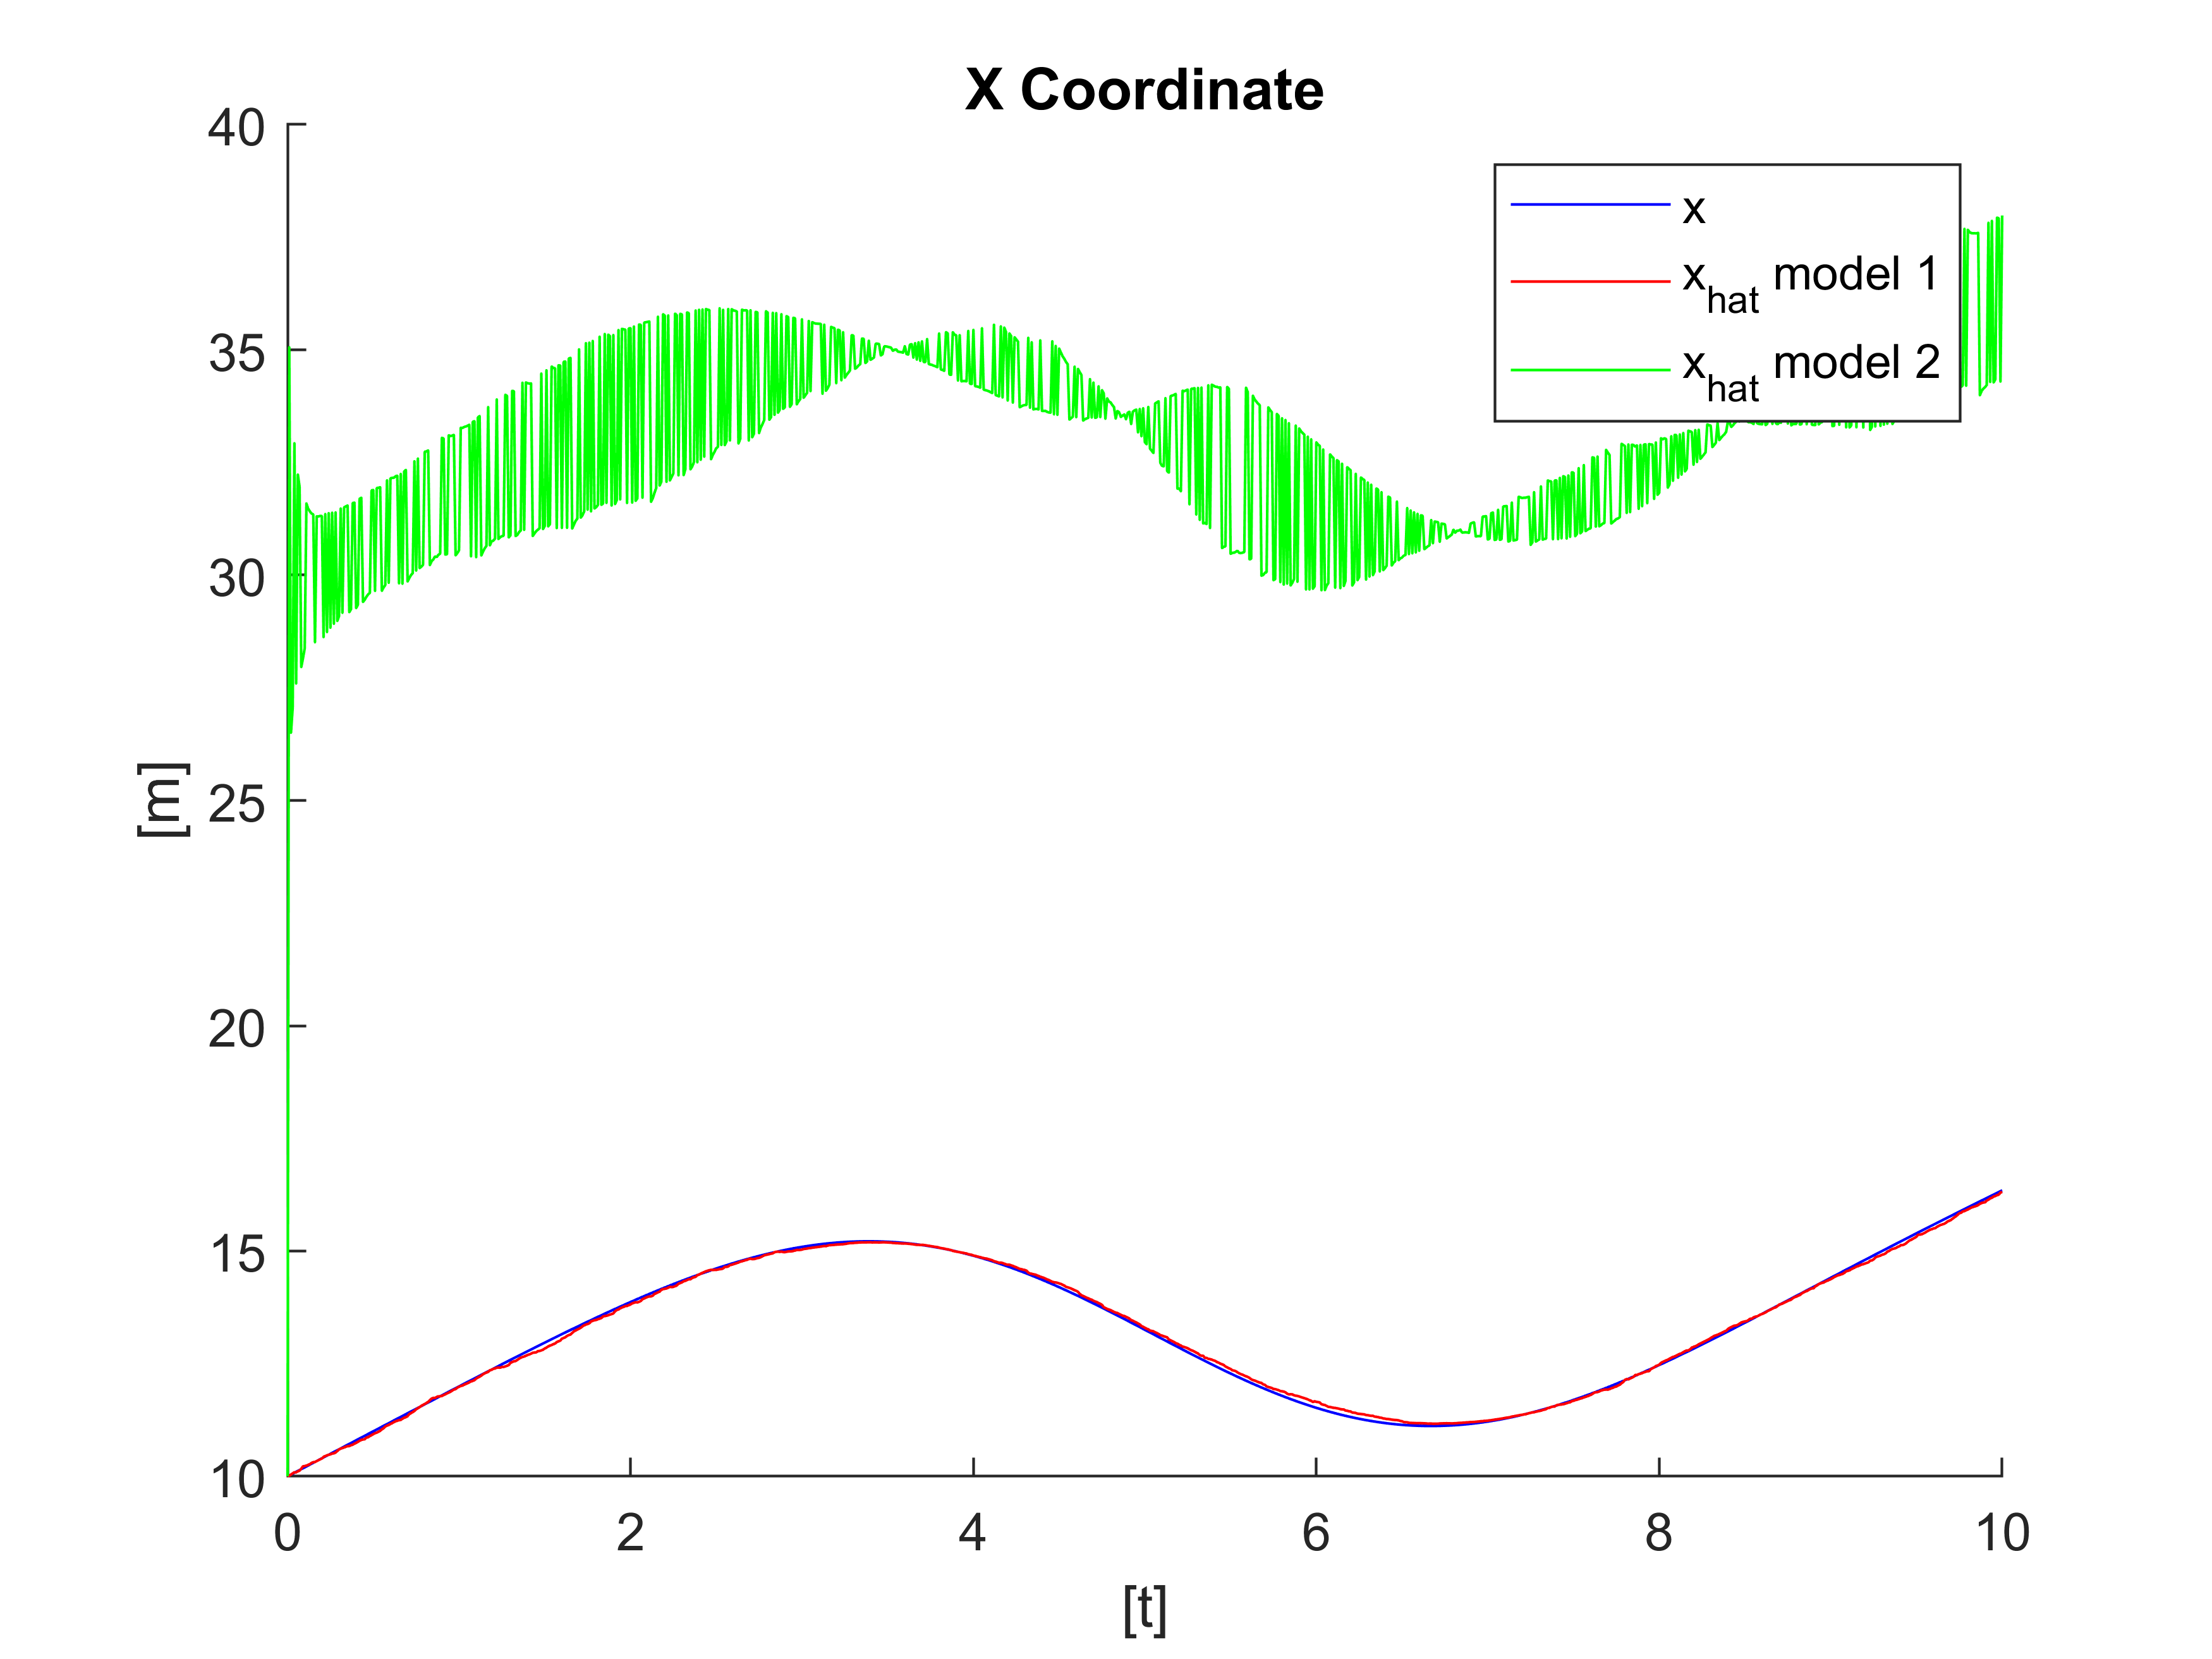 X Coordinate
40
35
30
25
20
15
10
[m]
x
x_hat model 1
x_hat model 2
0 2 4 6 8 10
[t]